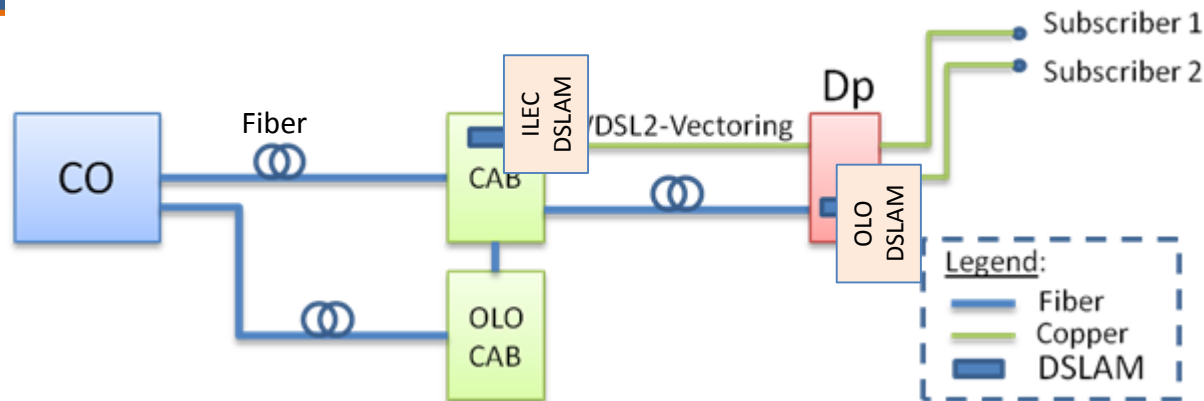 Subscriber 1
Subscriber 2
Dp
ILEC
DSLAM
Fiber
/DSL2-Vectoring
CO
CAB
OLO
DSLAM
Legend:
Fiber
Copper
DSLAM
OLO
CAB